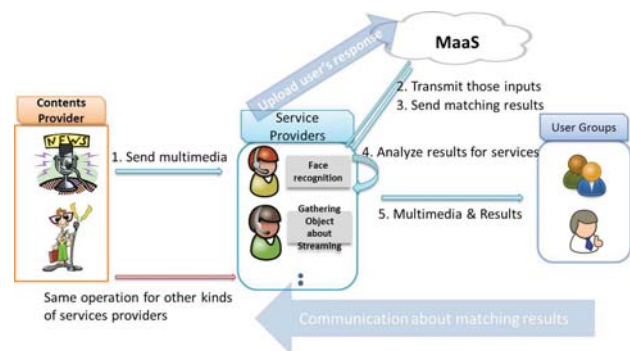 MaaS
Upload user's response
2. Transmit those inputs
3. Send matching results
Contents
Provider
NEWS
1. Send multimedia
Service
Providers
Face
recognition
Gathering
Object
about
Streaming
4. Analyze results for services
User Groups
5. Multimedia & Results
Same operation for other kinds
of services providers
Communication about matching results